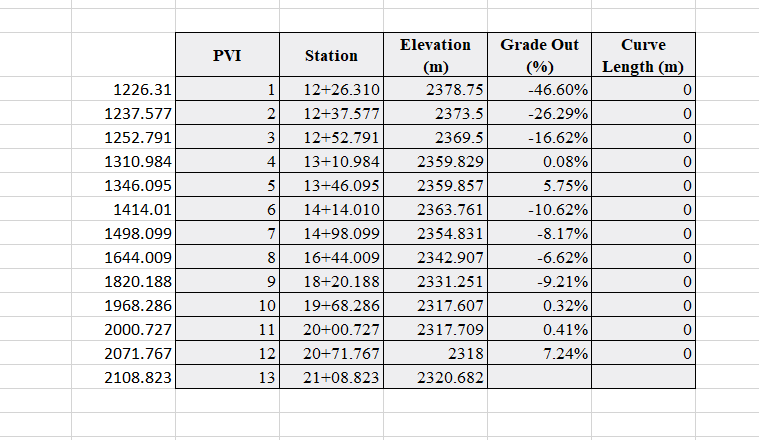 PVI Station Elevation (m) Grade Out (%) Curve Length (m)
1226.31 1 12+26.310 2378.75 -46.60% 0
1237.577 2 12+37.577 2373.5 -26.29% 0
1252.791 3 12+52.791 2369.5 -16.62% 0
1310.984 4 13+10.984 2359.829 0.08% 0
1346.095 5 13+46.095 2359.857 5.75% 0
1414.01 6 14+14.010 2363.761 -10.62% 0
1498.099 7 14+98.099 2354.831 -8.17% 0
1644.009 8 16+44.009 2342.907 -6.62% 0
1820.188 9 18+20.188 2331.251 -9.21% 0
1968.286 10 19+68.286 2317.607 0.32% 0
2000.727 11 20+00.727 2317.709 0.41% 0
2071.767 12 20+71.767 2318 7.24% 0
2108.823 13 21+08.823 2320.682